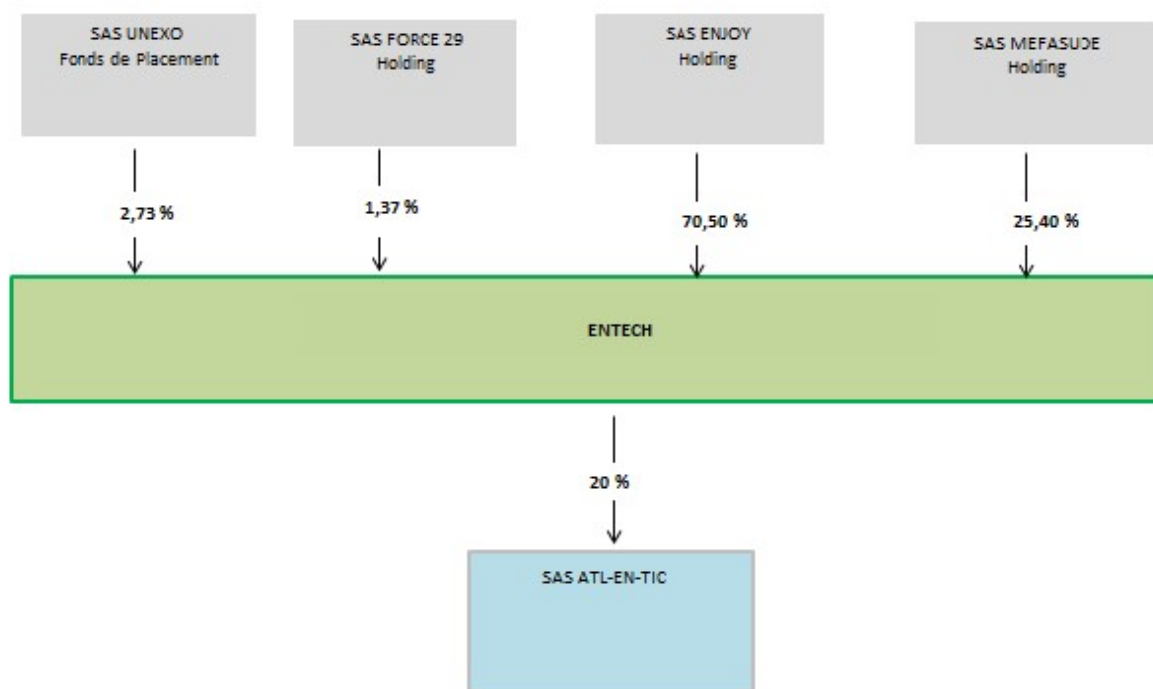 SAS UNEXO
Fonds de Placement
SAS FORCE 29
Holding
SAS ENJOY
Holding
SAS MEFASUDE
Holding
2,73 %
1,37 %
70,50 %
25,40 %
ENTECH
20 %
SAS ATL-EN-TIC